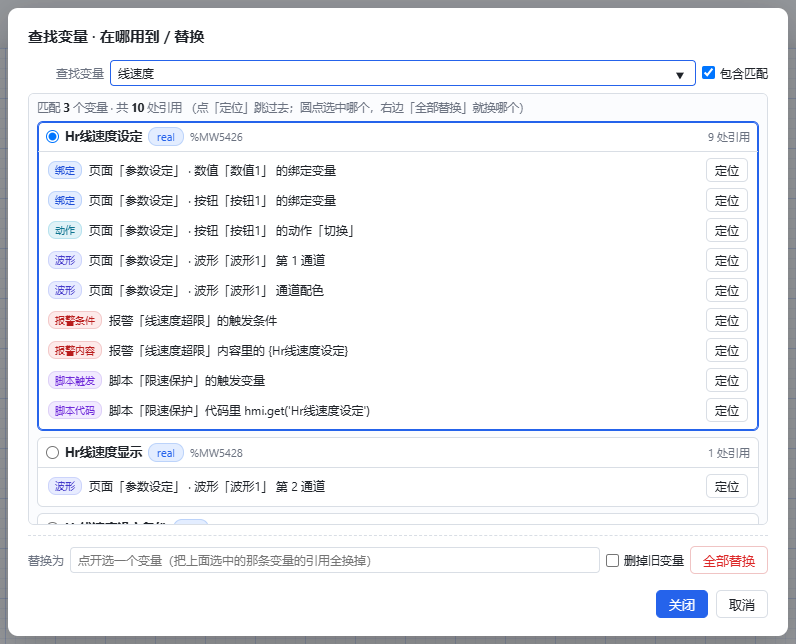 查找变量 · 在哪用到 / 替换
查找变量 线速度 ▼ 包含匹配
匹配 3 个变量 · 共 10 处引用 （点「定位」跳过去；圆点选中哪个，右边「全部替换」就换哪个）
Hr线速度设定 real %MW5426 9 处引用
绑定 页面「参数设定」 · 数值「数值1」 的绑定变量 定位
绑定 页面「参数设定」 · 按钮「按钮1」 的绑定变量 定位
动作 页面「参数设定」 · 按钮「按钮1」 的动作「切换」 定位
波形 页面「参数设定」 · 波形「波形1」 第 1 通道 定位
波形 页面「参数设定」 · 波形「波形1」 通道配色 定位
报警条件 报警「线速度超限」的触发条件 定位
报警内容 报警「线速度超限」内容里的 {Hr线速度设定} 定位
脚本触发 脚本「限速保护」的触发变量 定位
脚本代码 脚本「限速保护」代码里 hmi.get('Hr线速度设定') 定位
Hr线速度显示 real %MW5428 1 处引用
波形 页面「参数设定」 · 波形「波形1」 第 2 通道 定位
替换为 点开选一个变量（把上面选中的那条变量的引用全换掉） 删掉旧变量 全部替换
关闭 取消